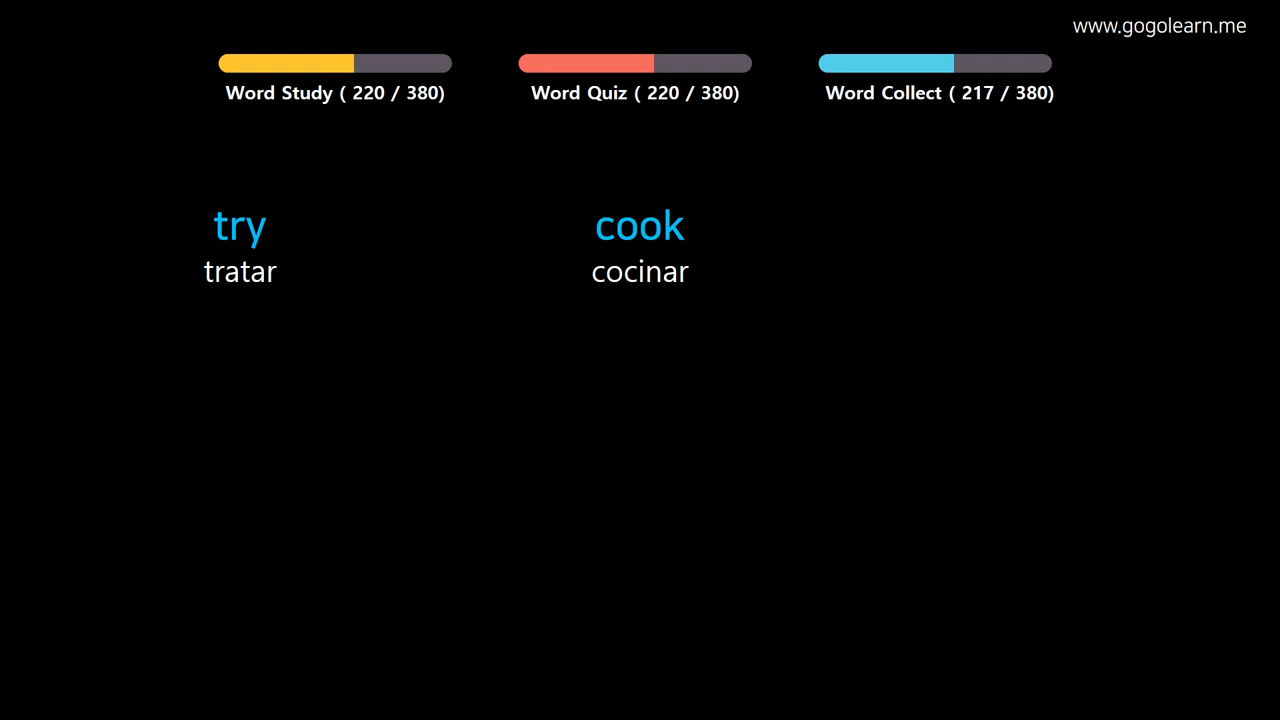 www.gogolearn.me
Word Study ( 220 / 380)
Word Quiz ( 220 / 380)
Word Collect ( 217 / 380)
try
cook
tratar
cocinar